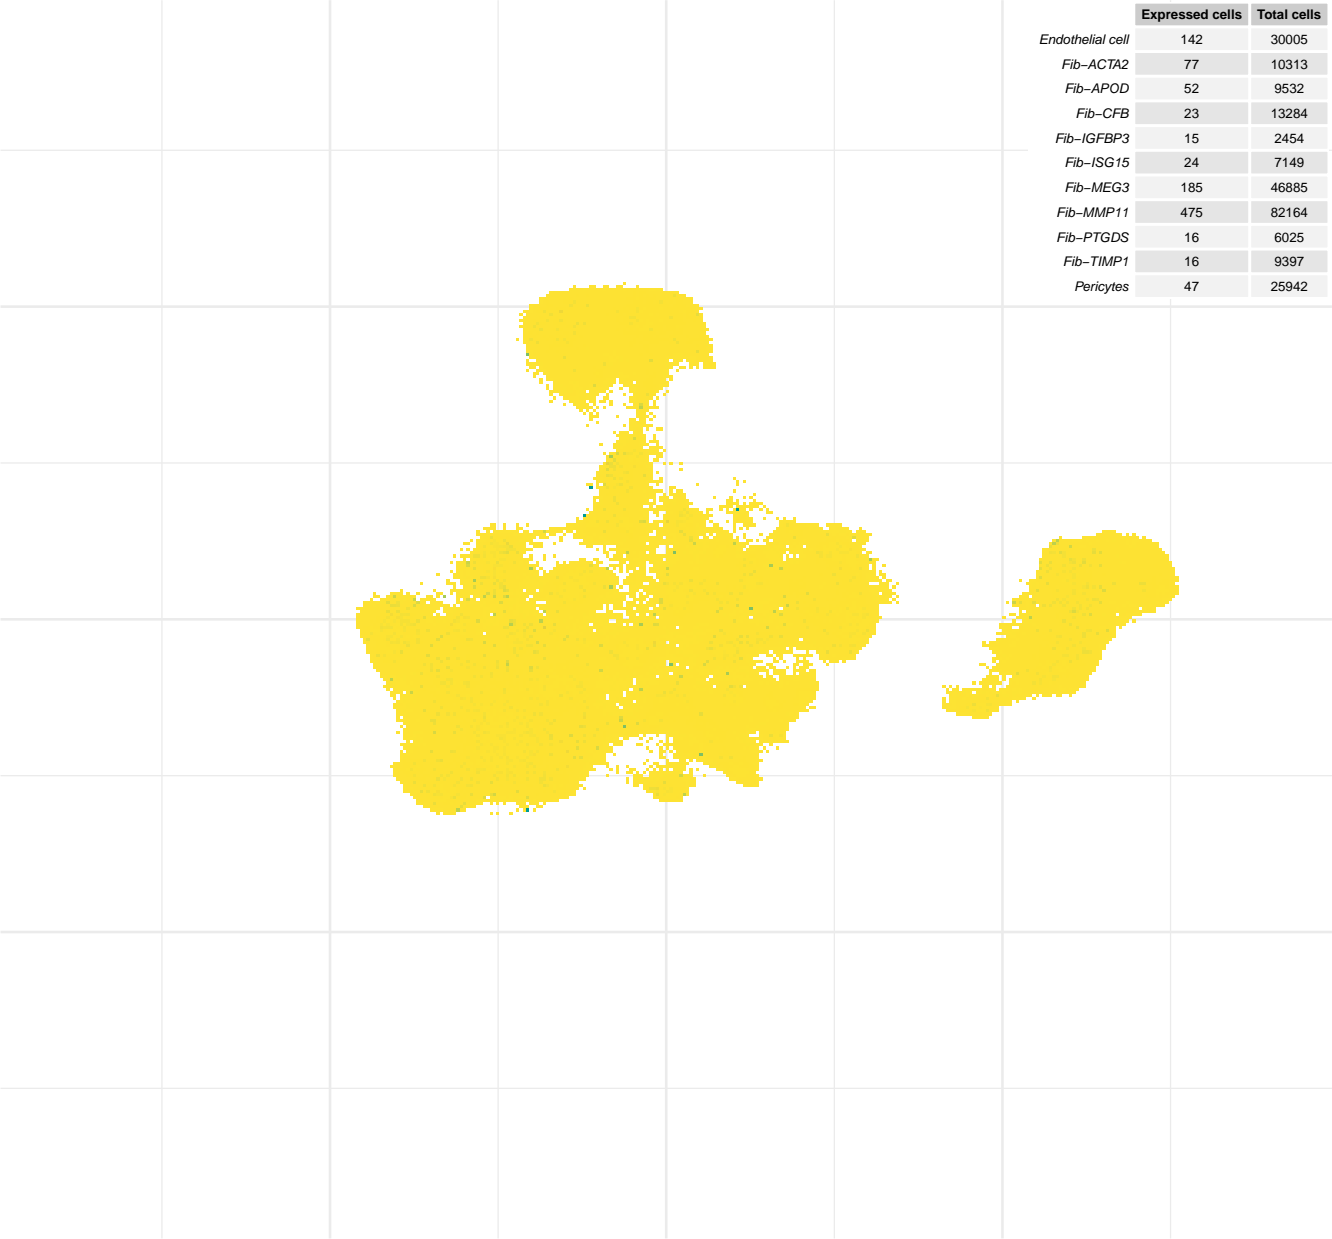 Expressed cells Total cells
Endothelial cell 142 30005
Fib−ACTA2 77 10313
Fib−APOD 52 9532
Fib−CFB 23 13284
Fib−IGFBP3 15 2454
Fib−ISG15 24 7149
Fib−MEG3 185 46885
Fib−MMP11 475 82164
Fib−PTGDS 16 6025
Fib−TIMP1 16 9397
Pericytes 47 25942